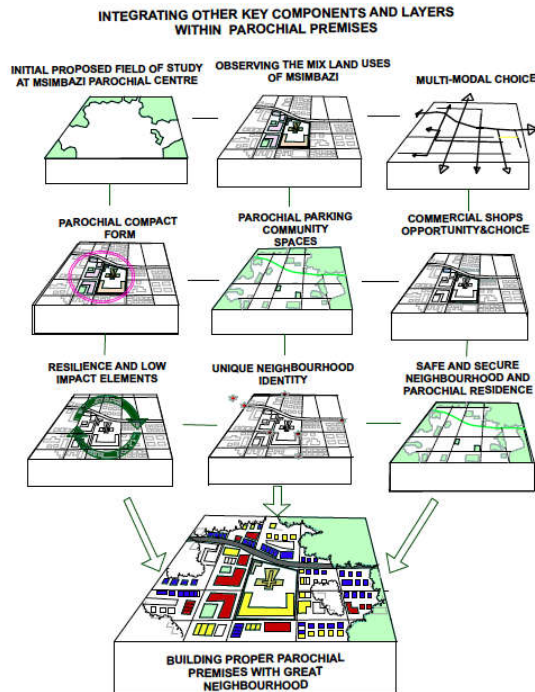 INTEGRATING OTHER KEY COMPONENTS AND LAYERS
WITHIN PAROCHIAL PREMISES
INITIAL PROPOSED FIELD OF STUDY
AT MSIMBAZI PAROCHIAL CENTRE
OBSERVING THE MIX LAND USES
OF MSIMBAZI
MULTI-MODAL CHOICE
PAROCHIAL COMPACT
FORM
PAROCHIAL PARKING
COMMUNITY
SPACES
COMMERCIAL SHOPS
OPPORTUNITY&CHOICE
RESILIENCE AND LOW
IMPACT ELEMENTS
UNIQUE NEIGHBOURHOOD
IDENTITY
SAFE AND SECURE
NEIGHBOURHOOD AND
PAROCHIAL RESIDENCE
BUILDING PROPER PAROCHIAL
PREMISES WITH GREAT
NEIGHBOURHOOD